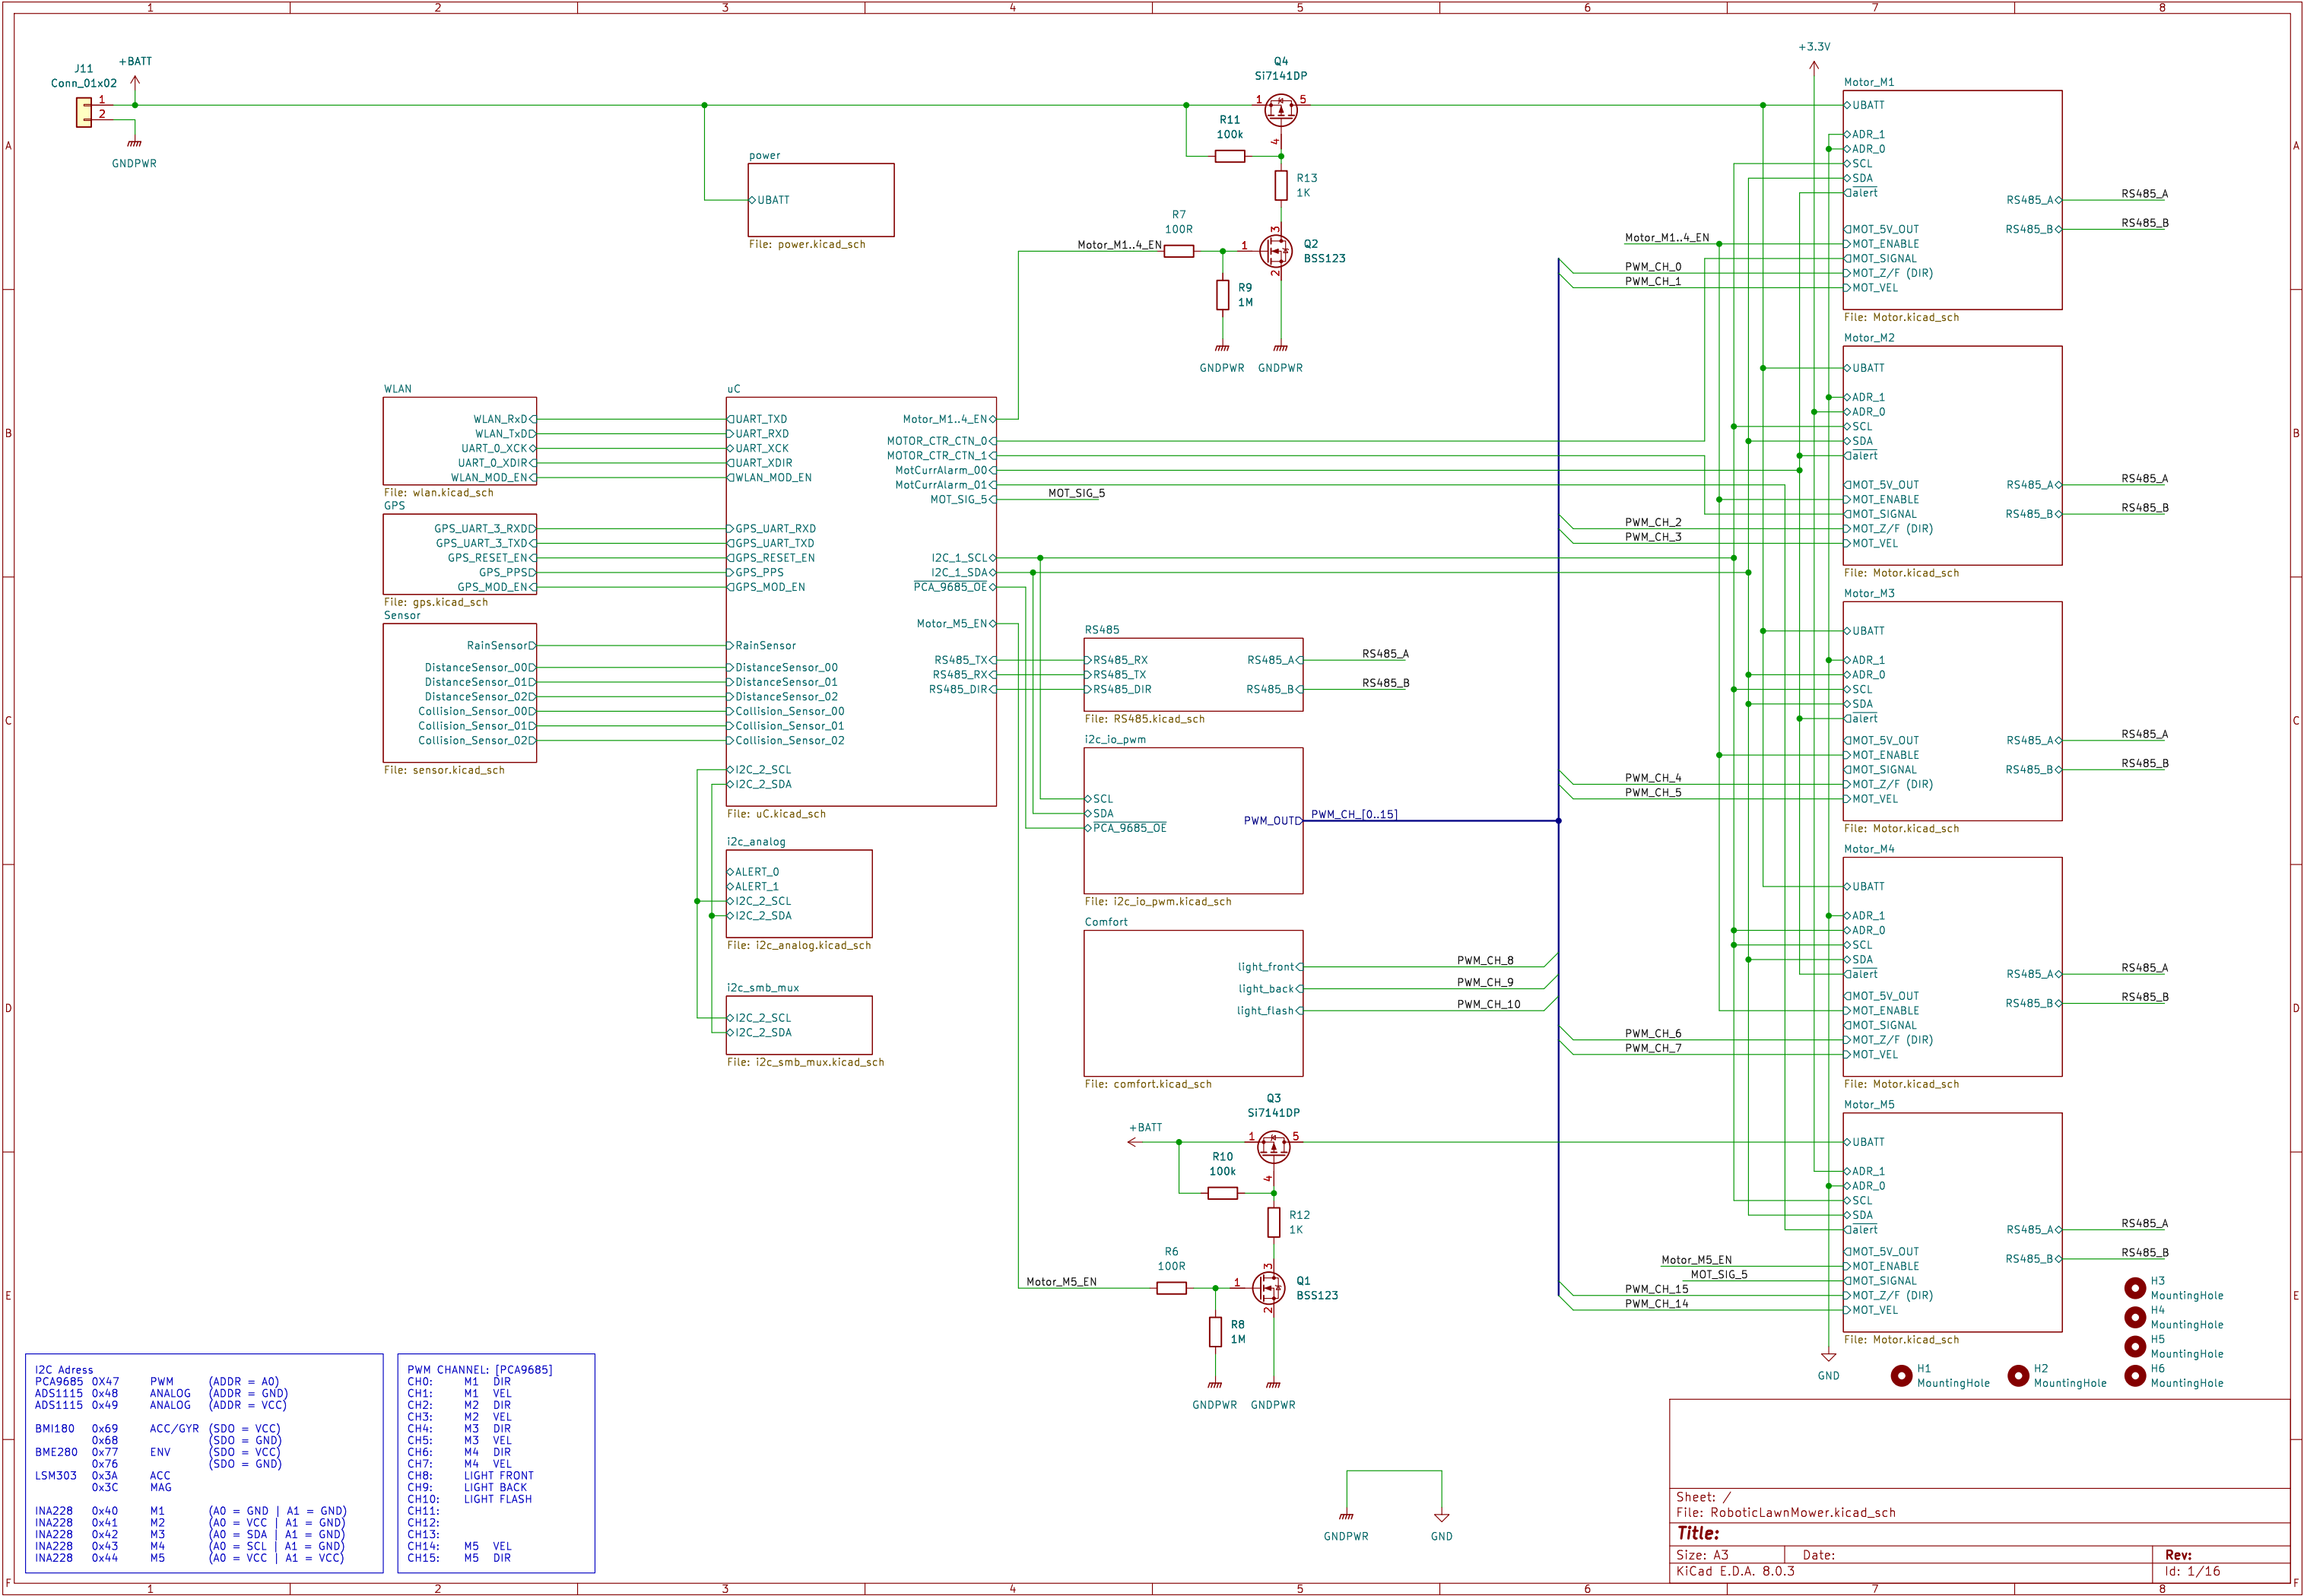 1 2 3 4 5 6 7 8
A
B
C
D
E
F
J11
Conn_01x02
+BATT
1
2
GNDPWR
power
UBATT
File: power.kicad_sch
Q4
Si7141DP
1
5
4
R11
100k
R13
1K
R7
100R
Motor_M1..4_EN
1
3
2
Q2
BSS123
R9
1M
GNDPWR
GNDPWR
WLAN
WLAN_RxD
WLAN_TxD
UART_0_XCK
UART_0_XDIR
WLAN_MOD_EN
File: wlan.kicad_sch
GPS
GPS_UART_3_RXD
GPS_UART_3_TXD
GPS_RESET_EN
GPS_PPS
GPS_MOD_EN
File: gps.kicad_sch
Sensor
RainSensor
DistanceSensor_00
DistanceSensor_01
DistanceSensor_02
Collision_Sensor_00
Collision_Sensor_01
Collision_Sensor_02
File: sensor.kicad_sch
uC
UART_TXD
UART_RXD
UART_XCK
UART_XDIR
WLAN_MOD_EN
GPS_UART_RXD
GPS_UART_TXD
GPS_RESET_EN
GPS_PPS
GPS_MOD_EN
RainSensor
DistanceSensor_00
DistanceSensor_01
DistanceSensor_02
Collision_Sensor_00
Collision_Sensor_01
Collision_Sensor_02
I2C_2_SCL
I2C_2_SDA
Motor_M1..4_EN
MOTOR_CTR_CTN_0
MOTOR_CTR_CTN_1
MotCurrAlarm_00
MotCurrAlarm_01
MOT_SIG_5
I2C_1_SCL
I2C_1_SDA
PCA_9685_OE
Motor_M5_EN
RS485_TX
RS485_RX
RS485_DIR
File: uC.kicad_sch
MOT_SIG_5
i2c_analog
ALERT_0
ALERT_1
I2C_2_SCL
I2C_2_SDA
File: i2c_analog.kicad_sch
i2c_smb_mux
I2C_2_SCL
I2C_2_SDA
File: i2c_smb_mux.kicad_sch
RS485
RS485_RX
RS485_TX
RS485_DIR
RS485_A
RS485_B
File: RS485.kicad_sch
RS485_A
RS485_B
i2c_io_pwm
SCL
SDA
PCA_9685_OE
PWM_OUT
File: i2c_io_pwm.kicad_sch
PWM_CH_[0..15]
Comfort
light_front
light_back
light_flash
File: comfort.kicad_sch
PWM_CH_8
PWM_CH_9
PWM_CH_10
Q3
Si7141DP
+BATT
1
5
4
R10
100k
R12
1K
R6
100R
Motor_M5_EN
1
3
2
Q1
BSS123
R8
1M
GNDPWR
GNDPWR
GNDPWR
GND
+3.3V
Motor_M1..4_EN
PWM_CH_0
PWM_CH_1
PWM_CH_2
PWM_CH_3
PWM_CH_4
PWM_CH_5
PWM_CH_6
PWM_CH_7
Motor_M5_EN
MOT_SIG_5
PWM_CH_15
PWM_CH_14
GND
Motor_M1
UBATT
ADR_1
ADR_0
SCL
SDA
alert
MOT_5V_OUT
MOT_ENABLE
MOT_SIGNAL
MOT_Z/F (DIR)
MOT_VEL
RS485_A
RS485_B
File: Motor.kicad_sch
RS485_A
RS485_B
Motor_M2
UBATT
ADR_1
ADR_0
SCL
SDA
alert
MOT_5V_OUT
MOT_ENABLE
MOT_SIGNAL
MOT_Z/F (DIR)
MOT_VEL
RS485_A
RS485_B
File: Motor.kicad_sch
RS485_A
RS485_B
Motor_M3
UBATT
ADR_1
ADR_0
SCL
SDA
alert
MOT_5V_OUT
MOT_ENABLE
MOT_SIGNAL
MOT_Z/F (DIR)
MOT_VEL
RS485_A
RS485_B
File: Motor.kicad_sch
RS485_A
RS485_B
Motor_M4
UBATT
ADR_1
ADR_0
SCL
SDA
alert
MOT_5V_OUT
MOT_ENABLE
MOT_SIGNAL
MOT_Z/F (DIR)
MOT_VEL
RS485_A
RS485_B
File: Motor.kicad_sch
RS485_A
RS485_B
Motor_M5
UBATT
ADR_1
ADR_0
SCL
SDA
alert
MOT_5V_OUT
MOT_ENABLE
MOT_SIGNAL
MOT_Z/F (DIR)
MOT_VEL
RS485_A
RS485_B
File: Motor.kicad_sch
RS485_A
RS485_B
H3
MountingHole
H4
MountingHole
H5
MountingHole
H6
MountingHole
H1
MountingHole
H2
MountingHole
I2C Adress
PCA9685 0X47 PWM (ADDR = A0)
ADS1115 0x48 ANALOG (ADDR = GND)
ADS1115 0x49 ANALOG (ADDR = VCC)
BMI180 0x69 ACC/GYR (SDO = VCC)
0x68 (SDO = GND)
BME280 0x77 ENV (SDO = VCC)
0x76 (SDO = GND)
LSM303 0x3A ACC
0x3C MAG
INA228 0x40 M1 (A0 = GND | A1 = GND)
INA228 0x41 M2 (A0 = VCC | A1 = GND)
INA228 0x42 M3 (A0 = SDA | A1 = GND)
INA228 0x43 M4 (A0 = SCL | A1 = GND)
INA228 0x44 M5 (A0 = VCC | A1 = VCC)
PWM CHANNEL: [PCA9685]
CH0: M1 DIR
CH1: M1 VEL
CH2: M2 DIR
CH3: M2 VEL
CH4: M3 DIR
CH5: M3 VEL
CH6: M4 DIR
CH7: M4 VEL
CH8: LIGHT FRONT
CH9: LIGHT BACK
CH10: LIGHT FLASH
CH11:
CH12:
CH13:
CH14: M5 VEL
CH15: M5 DIR
Sheet: /
File: RoboticLawnMower.kicad_sch
Title:
Size: A3 Date: Rev:
KiCad E.D.A. 8.0.3 Id: 1/16
A
B
C
D
E
F
1 2 3 4 5 6 7 8